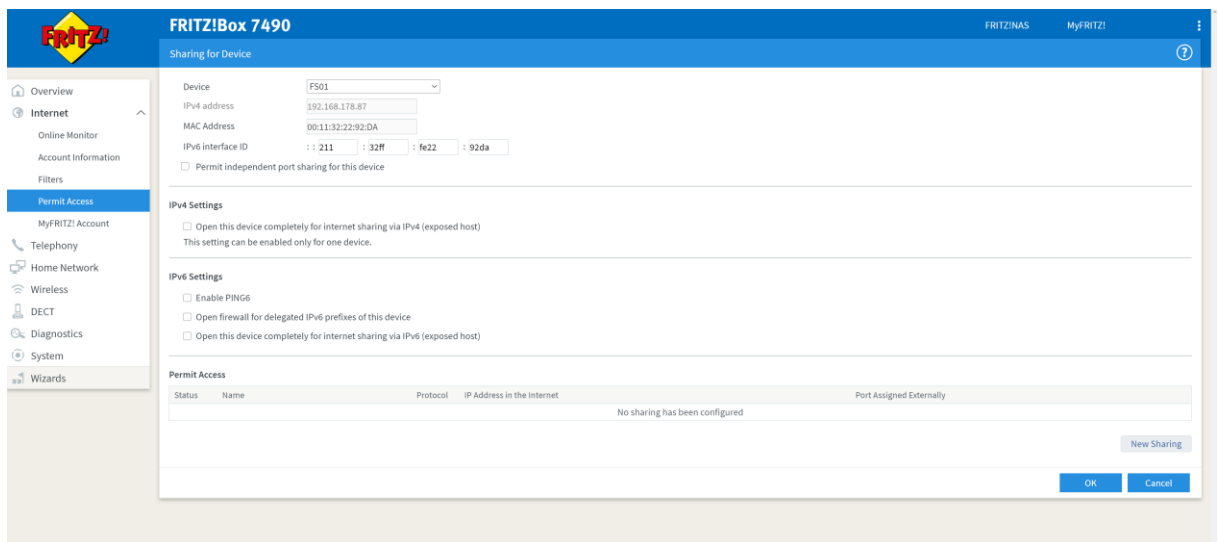 FRITZ!
FRITZ!Box 7490
FRITZ!NAS MyFRITZ!
Sharing for Device
?
Overview
Internet
Online Monitor
Account Information
Filters
Permit Access
MyFRITZ! Account
Telephony
Home Network
Wireless
DECT
Diagnostics
System
Wizards
Device FS01
IPv4 address 192.168.178.87
MAC Address 00:11:32:22:92:DA
IPv6 interface ID : : 211 : 32ff : fe22 : 92da
Permit independent port sharing for this device
IPv4 Settings
Open this device completely for internet sharing via IPv4 (exposed host)
This setting can be enabled only for one device.
IPv6 Settings
Enable PING6
Open firewall for delegated IPv6 prefixes of this device
Open this device completely for internet sharing via IPv6 (exposed host)
Permit Access
Status Name Protocol IP Address in the Internet Port Assigned Externally
No sharing has been configured
New Sharing
OK Cancel